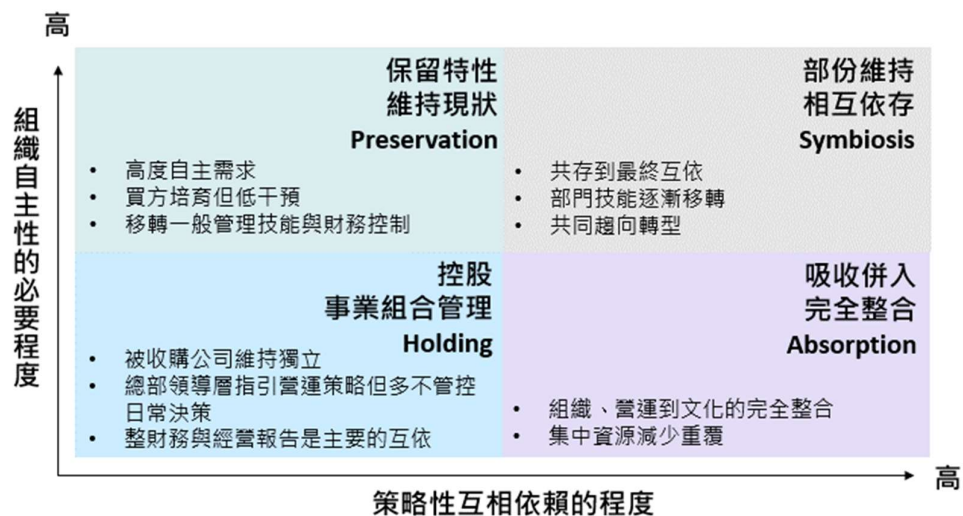 高
組織自主性的必要程度
保留特性
維持現狀
Preservation
• 高度自主需求
• 買方培育但低干預
• 移轉一般管理技能與財務控制
部份維持
相互依存
Symbiosis
• 共存到最終互依
• 部門技能逐漸移轉
• 共同趨向轉型
控股
事業組合管理
Holding
• 被收購公司維持獨立
• 總部領導層指引營運策略但多不管控
日常決策
• 整財務與經營報告是主要的互依
吸收併入
完全整合
Absorption
• 組織、營運到文化的完全整合
• 集中資源減少重覆
高
策略性互相依賴的程度